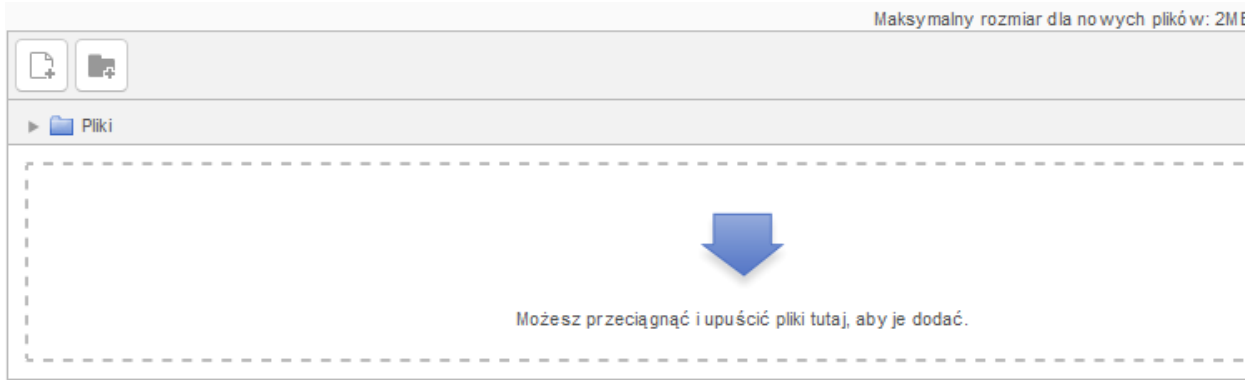 Maksymalny rozmiar dla nowych plików: 2MB
Pliki
Możesz przeciągnąć i upuścić pliki tutaj, aby je dodać.